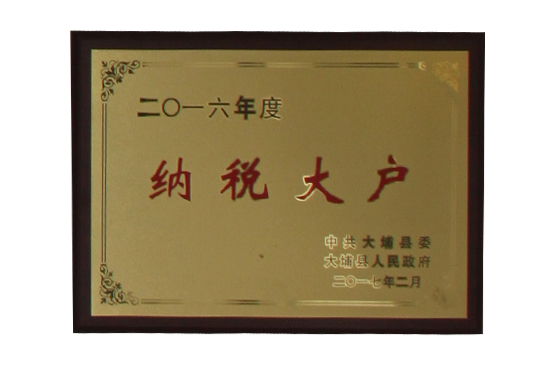 二〇一六年度
纳税大户
中共大埔县委
大埔县人民政府
二〇一七年二月